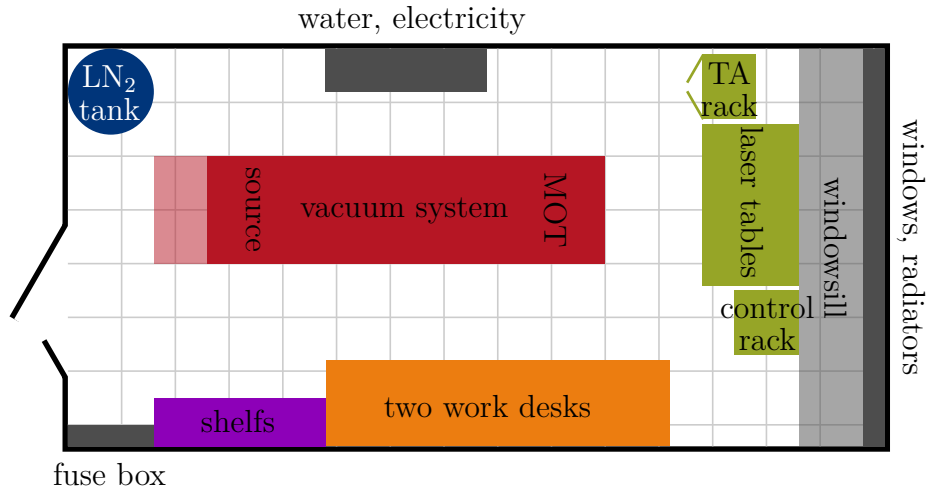 water, electricity
LN₂
tank
TA
rack
laser tables
source
vacuum system
MOT
windowsill
windows, radiators
control
rack
two work desks
shelfs
fuse box